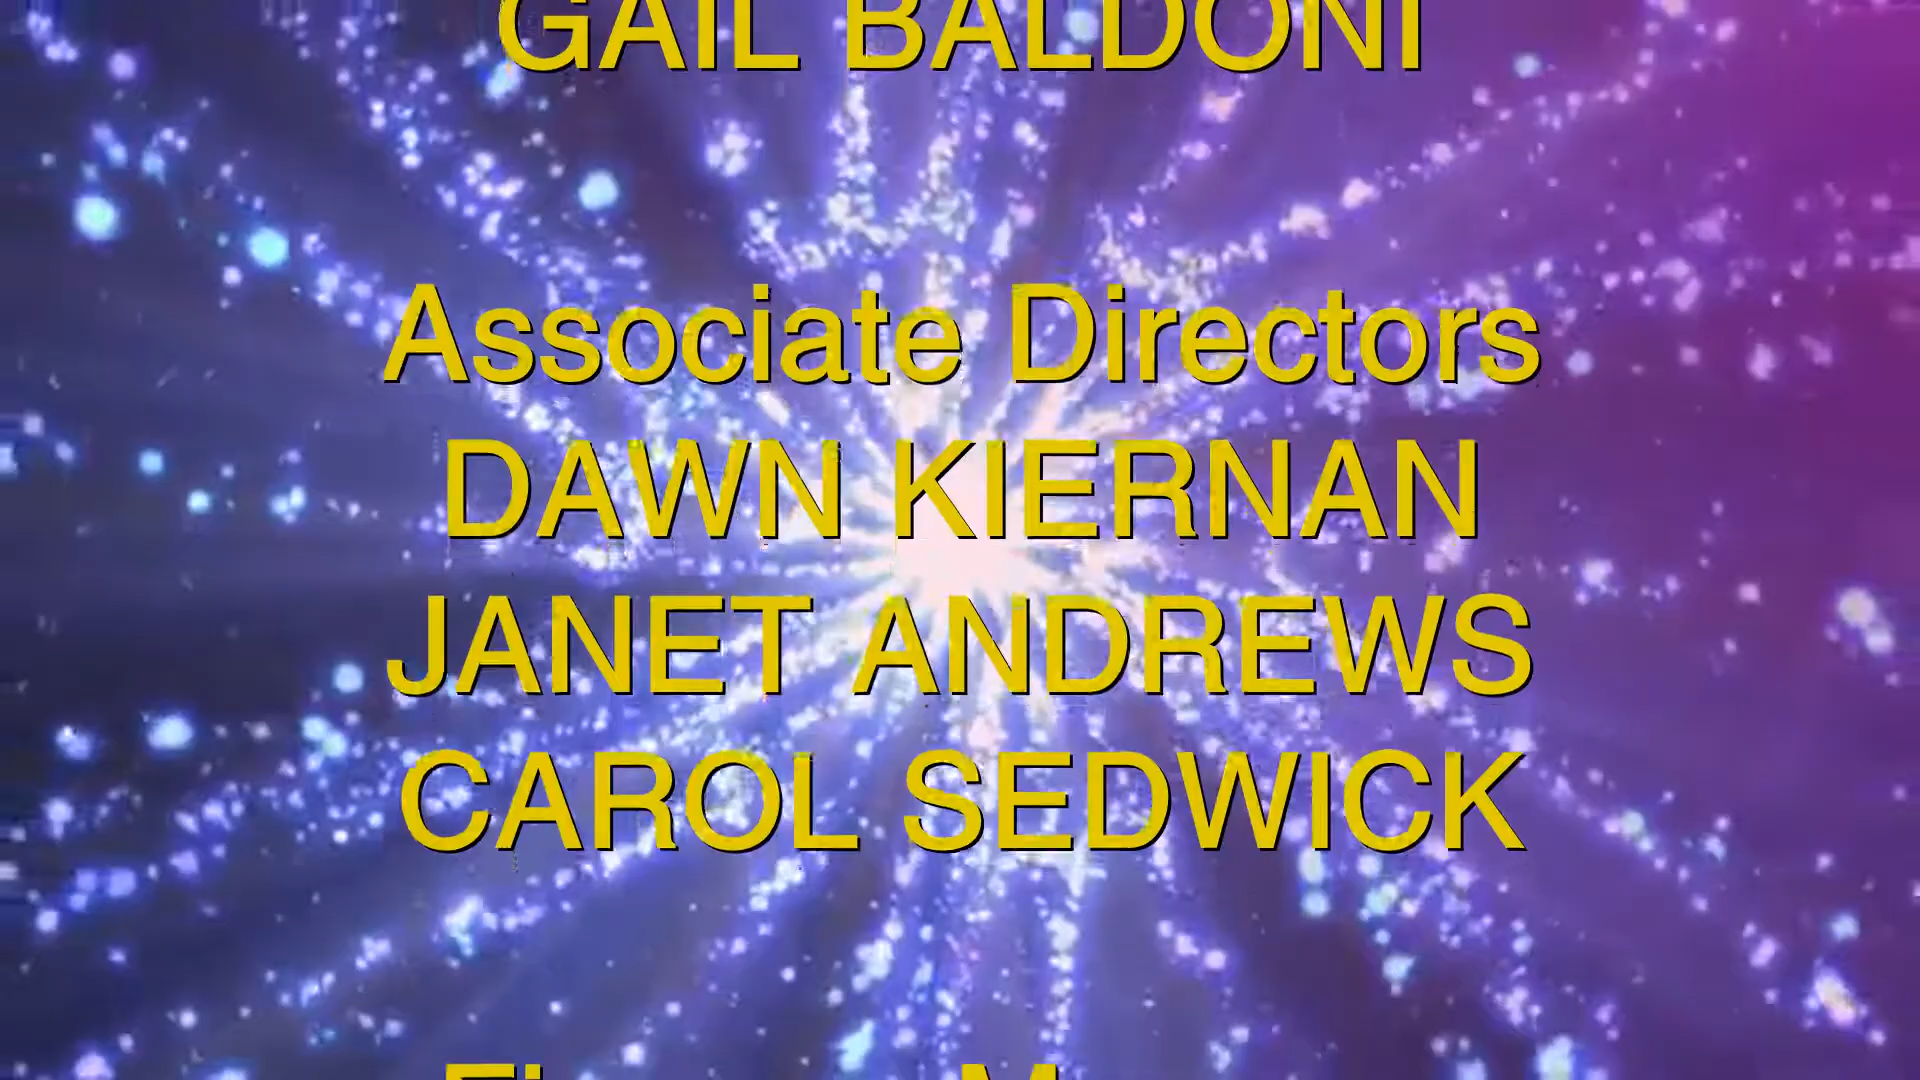 GAIL BALDONI
Associate Directors
DAWN KIERNAN
JANET ANDREWS
CAROL SEDWICK